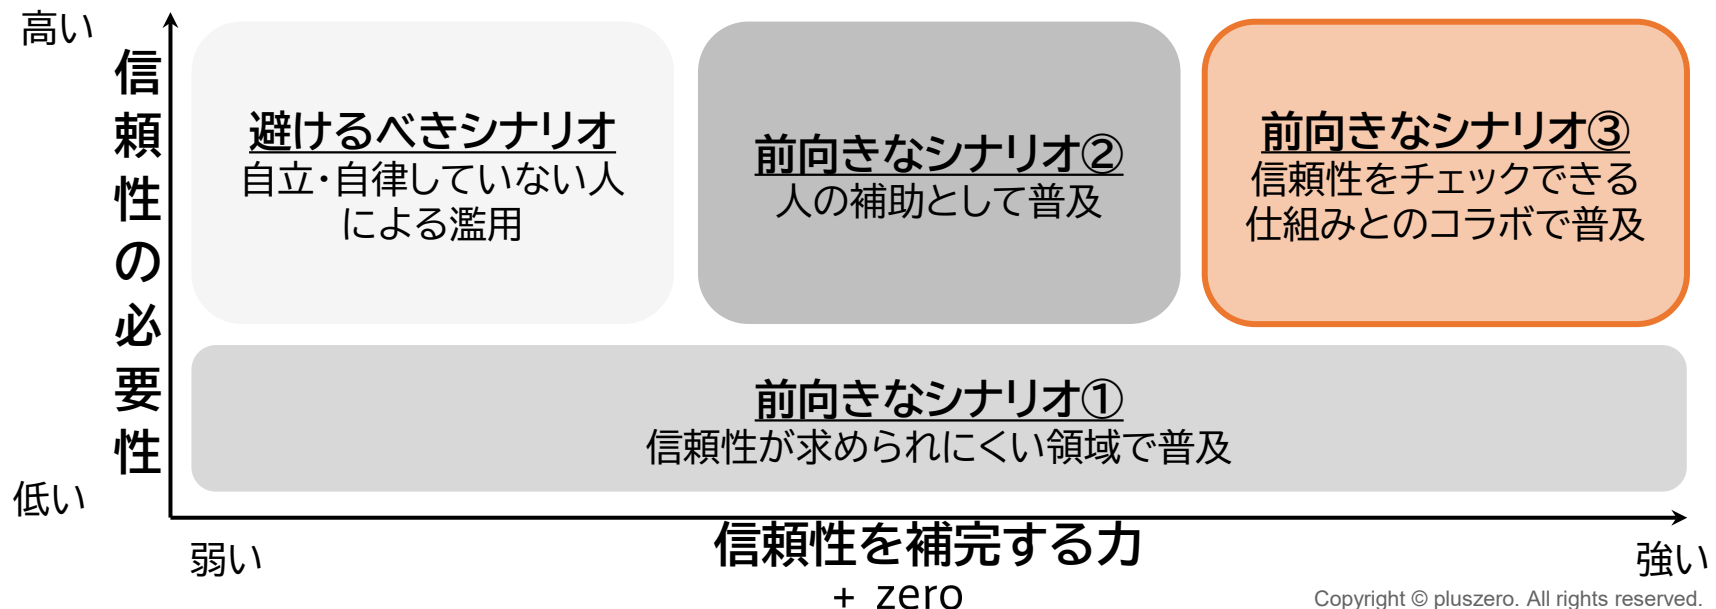 高い
信頼性の必要性
低い
避けるべきシナリオ
自立・自律していない人
による濫用
前向きなシナリオ②
人の補助として普及
前向きなシナリオ③
信頼性をチェックできる
仕組みとのコラボで普及
前向きなシナリオ①
信頼性が求められにくい領域で普及
弱い
信頼性を補完する力
強い
+ zero
Copyright © pluszero. All rights reserved.